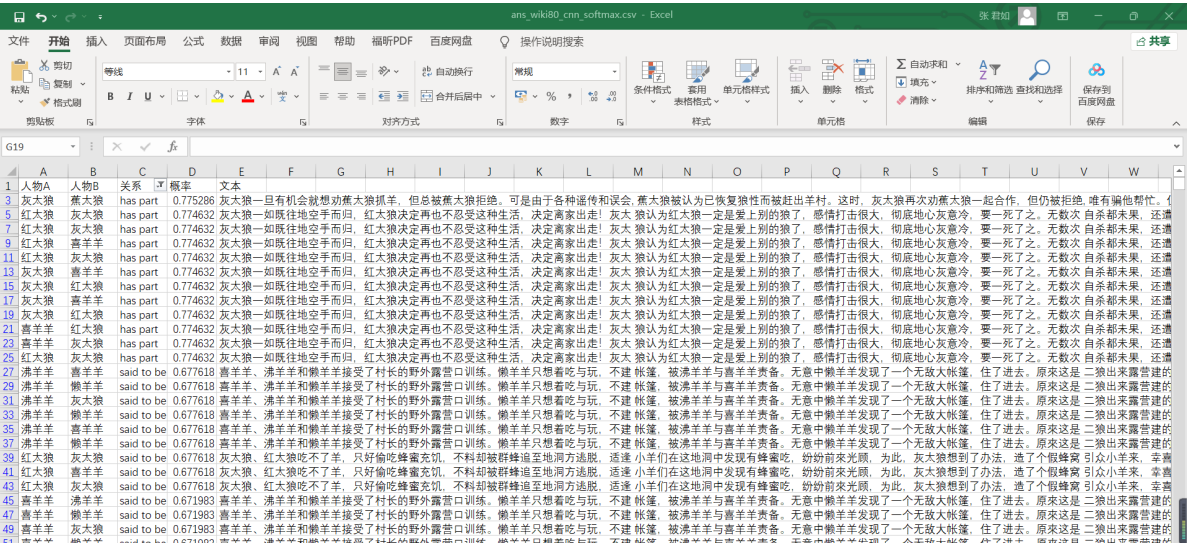 ans_wiki80_cnn_softmax.csv - Excel
张 君如
文件 开始 插入 页面布局 公式 数据 审阅 视图 帮助 福昕PDF 百度网盘 操作说明搜索 共享
粘贴 剪切 复制 格式刷 剪贴板
等线 11 B I U A 字体
自动换行 合并后居中 对齐方式
常规 % 数字
条件格式 套用表格格式 单元格样式 样式
插入 删除 格式 单元格
自动求和 填充 清除 排序和筛选 查找和选择 编辑
保存到百度网盘 保存
G19 fx
A B C D E F G H I J K L M N O P Q R S T U V W
1 人物A 人物B 关系 概率 文本
3 灰太狼 蕉太狼 has part 0.775286 灰太狼一旦有机会就想劝蕉太狼抓羊，但总被蕉太狼拒绝。可是由于各种谣传和误会, 蕉太狼被认为已恢复狼性而被赶出羊村。这时，灰太狼再次劝蕉太狼一起合作，但仍被拒绝, 唯有骗他帮忙。
5 红太狼 灰太狼 has part 0.774632 灰太狼一如既往地空手而归，红太狼决定再也不忍受这种生活，决定离家出走！灰太 狼认为红太狼一定是爱上别的狼了，感情打击很大，彻底地心灰意冷，要一死了之。无数次 自杀都未果，还遭
7 红太狼 灰太狼 has part 0.774632 灰太狼一如既往地空手而归，红太狼决定再也不忍受这种生活，决定离家出走！灰太 狼认为红太狼一定是爱上别的狼了，感情打击很大，彻底地心灰意冷，要一死了之。无数次 自杀都未果，还遭
9 红太狼 喜羊羊 has part 0.774632 灰太狼一如既往地空手而归，红太狼决定再也不忍受这种生活，决定离家出走！灰太 狼认为红太狼一定是爱上别的狼了，感情打击很大，彻底地心灰意冷，要一死了之。无数次 自杀都未果，还遭
11 红太狼 灰太狼 has part 0.774632 灰太狼一如既往地空手而归，红太狼决定再也不忍受这种生活，决定离家出走！灰太 狼认为红太狼一定是爱上别的狼了，感情打击很大，彻底地心灰意冷，要一死了之。无数次 自杀都未果，还遭
13 灰太狼 喜羊羊 has part 0.774632 灰太狼一如既往地空手而归，红太狼决定再也不忍受这种生活，决定离家出走！灰太 狼认为红太狼一定是爱上别的狼了，感情打击很大，彻底地心灰意冷，要一死了之。无数次 自杀都未果，还遭
15 灰太狼 红太狼 has part 0.774632 灰太狼一如既往地空手而归，红太狼决定再也不忍受这种生活，决定离家出走！灰太 狼认为红太狼一定是爱上别的狼了，感情打击很大，彻底地心灰意冷，要一死了之。无数次 自杀都未果，还遭
17 灰太狼 喜羊羊 has part 0.774632 灰太狼一如既往地空手而归，红太狼决定再也不忍受这种生活，决定离家出走！灰太 狼认为红太狼一定是爱上别的狼了，感情打击很大，彻底地心灰意冷，要一死了之。无数次 自杀都未果，还遭
19 灰太狼 红太狼 has part 0.774632 灰太狼一如既往地空手而归，红太狼决定再也不忍受这种生活，决定离家出走！灰太 狼认为红太狼一定是爱上别的狼了，感情打击很大，彻底地心灰意冷，要一死了之。无数次 自杀都未果，还遭
21 喜羊羊 红太狼 has part 0.774632 灰太狼一如既往地空手而归，红太狼决定再也不忍受这种生活，决定离家出走！灰太 狼认为红太狼一定是爱上别的狼了，感情打击很大，彻底地心灰意冷，要一死了之。无数次 自杀都未果，还遭
23 喜羊羊 灰太狼 has part 0.774632 灰太狼一如既往地空手而归，红太狼决定再也不忍受这种生活，决定离家出走！灰太 狼认为红太狼一定是爱上别的狼了，感情打击很大，彻底地心灰意冷，要一死了之。无数次 自杀都未果，还遭
25 红太狼 灰太狼 has part 0.774632 灰太狼一如既往地空手而归，红太狼决定再也不忍受这种生活，决定离家出走！灰太 狼认为红太狼一定是爱上别的狼了，感情打击很大，彻底地心灰意冷，要一死了之。无数次 自杀都未果，还遭
27 沸羊羊 喜羊羊 said to be 0.677618 喜羊羊、沸羊羊和懒羊羊接受了村长的野外露营口训练。懒羊羊只想着吃与玩，不建 帐篷，被沸羊羊与喜羊羊责备。无意中懒羊羊发现了一个无敌大帐篷，住了进去。原来这是 二狼出来露营建的
29 沸羊羊 懒羊羊 said to be 0.677618 喜羊羊、沸羊羊和懒羊羊接受了村长的野外露营口训练。懒羊羊只想着吃与玩，不建 帐篷，被沸羊羊与喜羊羊责备。无意中懒羊羊发现了一个无敌大帐篷，住了进去。原来这是 二狼出来露营建的
31 沸羊羊 灰太狼 said to be 0.677618 喜羊羊、沸羊羊和懒羊羊接受了村长的野外露营口训练。懒羊羊只想着吃与玩，不建 帐篷，被沸羊羊与喜羊羊责备。无意中懒羊羊发现了一个无敌大帐篷，住了进去。原来这是 二狼出来露营建的
33 沸羊羊 懒羊羊 said to be 0.677618 喜羊羊、沸羊羊和懒羊羊接受了村长的野外露营口训练。懒羊羊只想着吃与玩，不建 帐篷，被沸羊羊与喜羊羊责备。无意中懒羊羊发现了一个无敌大帐篷，住了进去。原来这是 二狼出来露营建的
35 沸羊羊 喜羊羊 said to be 0.677618 喜羊羊、沸羊羊和懒羊羊接受了村长的野外露营口训练。懒羊羊只想着吃与玩，不建 帐篷，被沸羊羊与喜羊羊责备。无意中懒羊羊发现了一个无敌大帐篷，住了进去。原来这是 二狼出来露营建的
37 沸羊羊 懒羊羊 said to be 0.677618 喜羊羊、沸羊羊和懒羊羊接受了村长的野外露营口训练。懒羊羊只想着吃与玩，不建 帐篷，被沸羊羊与喜羊羊责备。无意中懒羊羊发现了一个无敌大帐篷，住了进去。原来这是 二狼出来露营建的
39 红太狼 灰太狼 said to be 0.677618 灰太狼、红太狼吃不了羊，只好偷吃蜂蜜充饥，不料却被群蜂追至地洞方逃脱，适逢 小羊们在这地洞中发现有蜂蜜吃，纷纷前来光顾，为此，灰太狼想到了办法，造了个假蜂窝 引众小羊来，幸喜
41 红太狼 喜羊羊 said to be 0.677618 灰太狼、红太狼吃不了羊，只好偷吃蜂蜜充饥，不料却被群蜂追至地洞方逃脱，适逢 小羊们在这地洞中发现有蜂蜜吃，纷纷前来光顾，为此，灰太狼想到了办法，造了个假蜂窝 引众小羊来，幸喜
43 红太狼 灰太狼 said to be 0.677618 灰太狼、红太狼吃不了羊，只好偷吃蜂蜜充饥，不料却被群蜂追至地洞方逃脱，适逢 小羊们在这地洞中发现有蜂蜜吃，纷纷前来光顾，为此，灰太狼想到了办法，造了个假蜂窝 引众小羊来，幸喜
45 喜羊羊 沸羊羊 said to be 0.671983 喜羊羊、沸羊羊和懒羊羊接受了村长的野外露营口训练。懒羊羊只想着吃与玩，不建 帐篷，被沸羊羊与喜羊羊责备。无意中懒羊羊发现了一个无敌大帐篷，住了进去。原来这是 二狼出来露营建的
47 喜羊羊 懒羊羊 said to be 0.671983 喜羊羊、沸羊羊和懒羊羊接受了村长的野外露营口训练。懒羊羊只想着吃与玩，不建 帐篷，被沸羊羊与喜羊羊责备。无意中懒羊羊发现了一个无敌大帐篷，住了进去。原来这是 二狼出来露营建的
49 喜羊羊 灰太狼 said to be 0.671983 喜羊羊、沸羊羊和懒羊羊接受了村长的野外露营口训练。懒羊羊只想着吃与玩，不建 帐篷，被沸羊羊与喜羊羊责备。无意中懒羊羊发现了一个无敌大帐篷，住了进去。原来这是 二狼出来露营建的